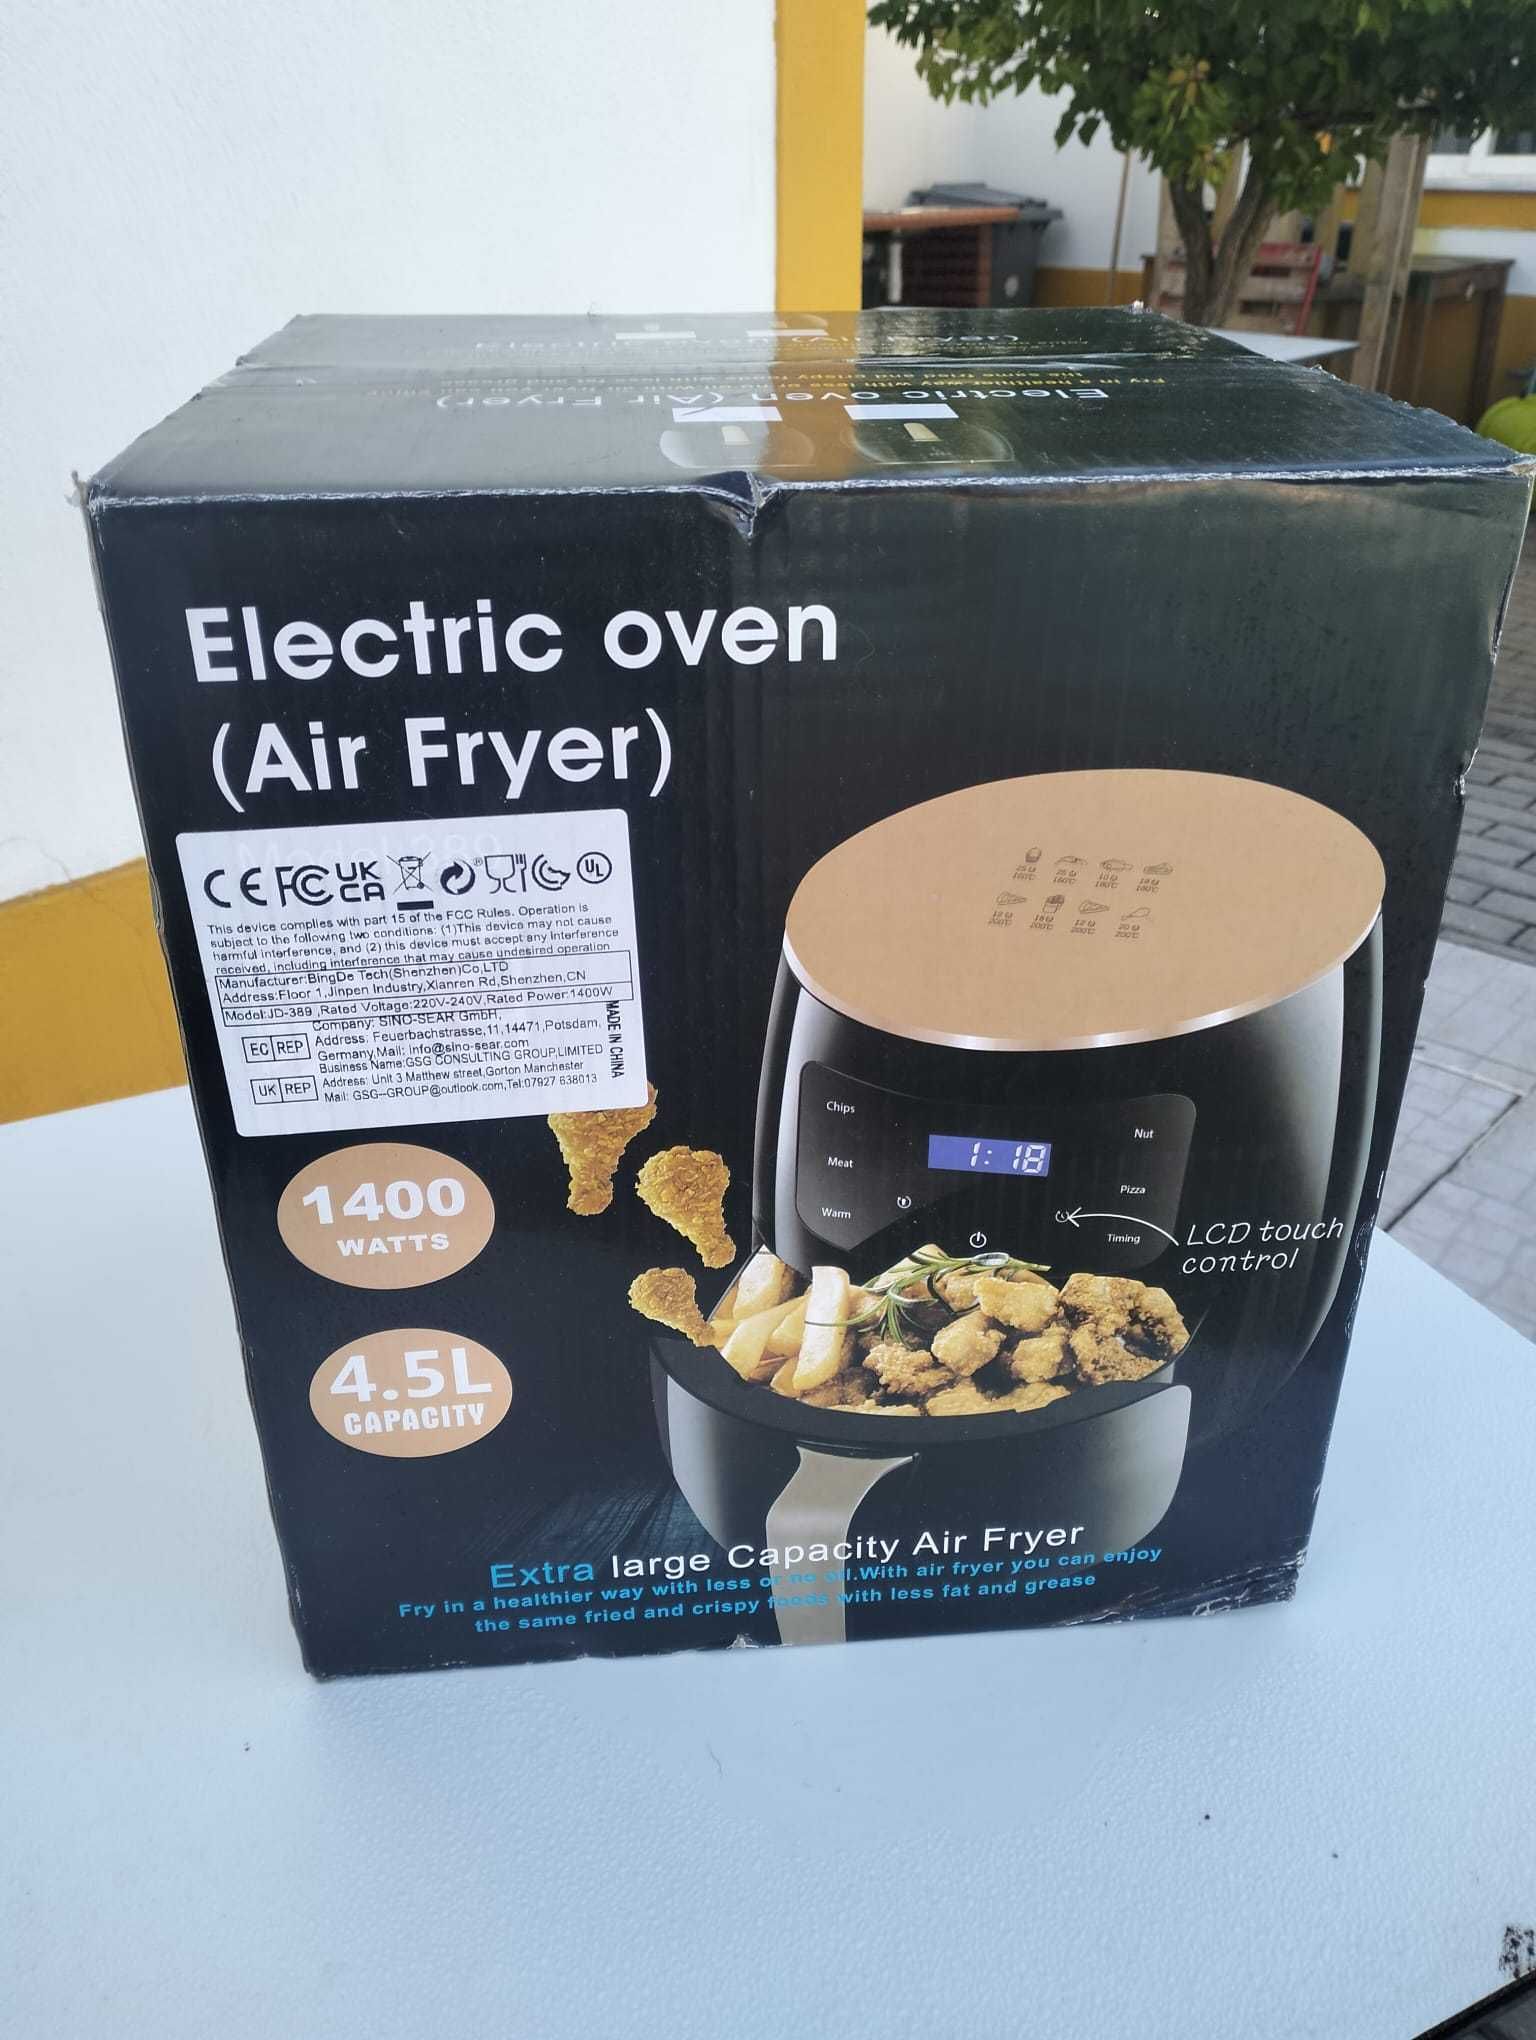 Electric oven (Air Fryer)
Electric oven
(Air Fryer)
CE FC UK
CA
UL
This device complies with part 15 of the FCC Rules. Operation is
subject to the following two conditions: (1)This device may not cause
harmful interference, and (2) this device must accept any interference
received, including interference that may cause undesired operation
Manufacturer:BingDe Tech(Shenzhen)Co,LTD
Address:Floor 1,Jinpen Industry,Xianren Rd,Shenzhen,CN
Model:JD-389 ,Rated Voltage:220V-240V,Rated Power:1400W
EC REP
Company: SINO-SEAR GmbH,
Address: Feuerbachstrasse,11,14471,Potsdam,
Germany,Mail: info@sino-sear.com
UK REP
Business Name:GSG CONSULTING GROUP,LIMITED
Address: Unit 3 Matthew street,Gorton Manchester
Mail: GSG--GROUP@outlook.com,Tel:07927 638013
MADE IN CHINA
1400
WATTS
4.5L
CAPACITY
Chips
Meat
Warm
1:18
Nut
Pizza
Timing
LCD touch
control
Extra large Capacity Air Fryer
Fry in a healthier way with less or no oil.With air fryer you can enjoy
the same fried and crispy foods with less fat and grease